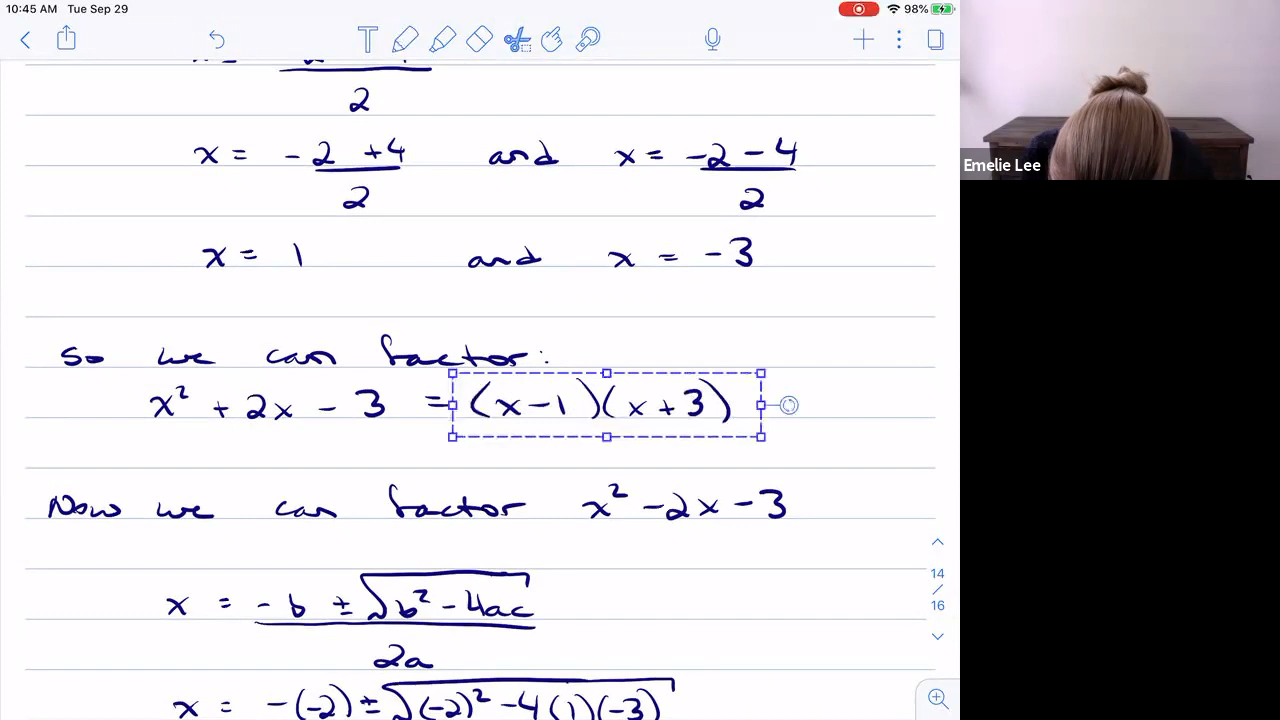 10:45 AM Tue Sep 29 98%
T
2
x = -2 +4 and x = -2 - 4
2 2
x = 1 and x = -3
so we can factor:
x² + 2x - 3 = (x-1)(x+3)
Now we can factor x² -2x -3
x = -b ± √b² - 4ac
2a
x = -(-2) ± √(-2)² -4(1)(-3)
14
/
16
Emelie Lee